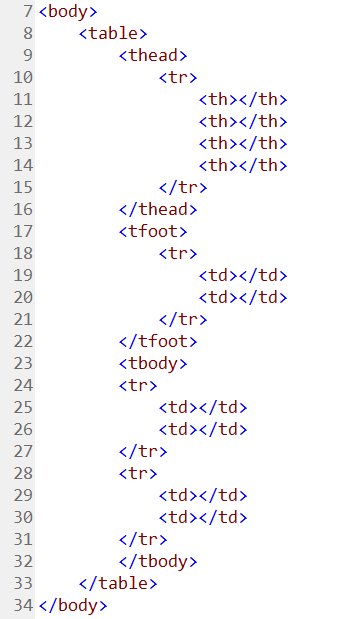 7 <body>
8 <table>
9 <thead>
10 <tr>
11 <th></th>
12 <th></th>
13 <th></th>
14 <th></th>
15 </tr>
16 </thead>
17 <tfoot>
18 <tr>
19 <td></td>
20 <td></td>
21 </tr>
22 </tfoot>
23 <tbody>
24 <tr>
25 <td></td>
26 <td></td>
27 </tr>
28 <tr>
29 <td></td>
30 <td></td>
31 </tr>
32 </tbody>
33 </table>
34 </body>